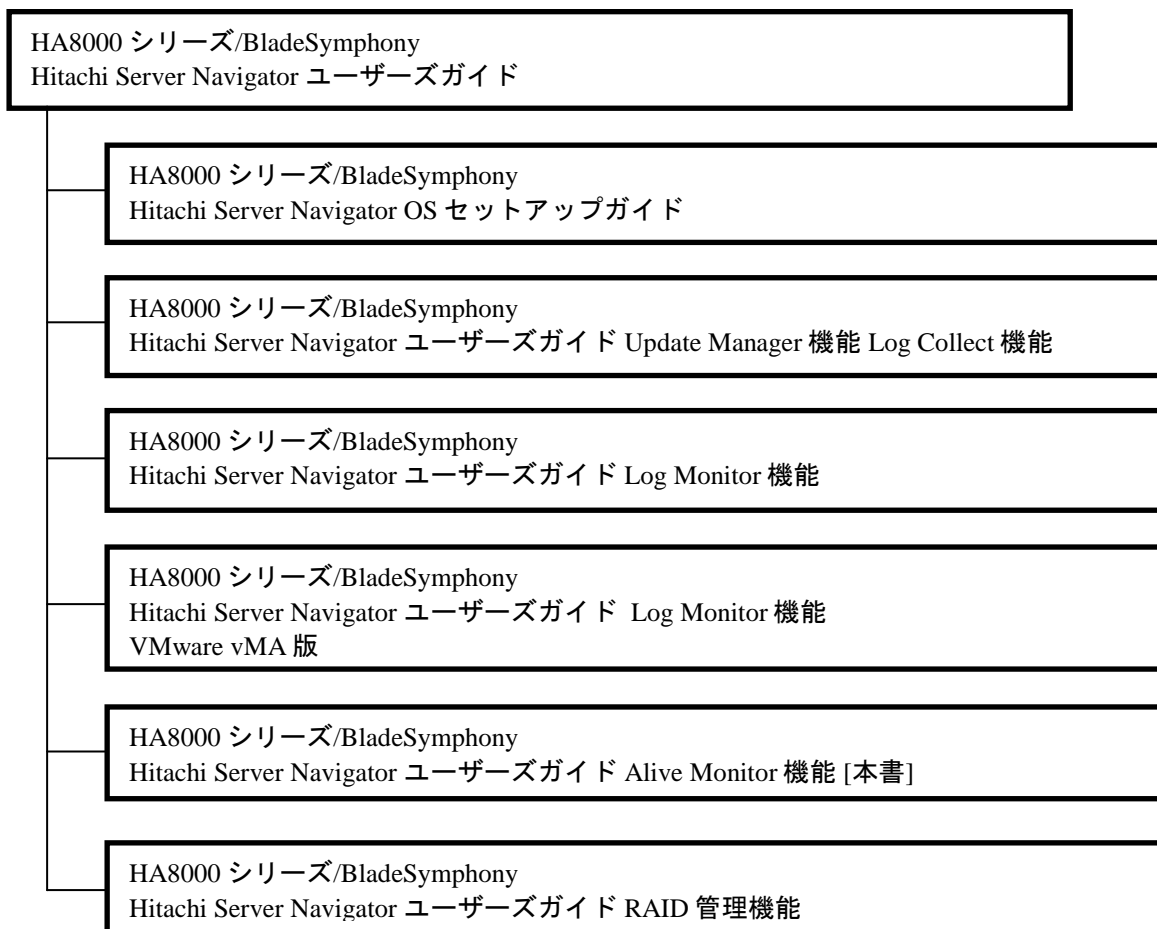 HA8000 シリーズ/BladeSymphony
Hitachi Server Navigator ユーザーズガイド
HA8000 シリーズ/BladeSymphony
Hitachi Server Navigator OS セットアップガイド
HA8000 シリーズ/BladeSymphony
Hitachi Server Navigator ユーザーズガイド Update Manager 機能 Log Collect 機能
HA8000 シリーズ/BladeSymphony
Hitachi Server Navigator ユーザーズガイド Log Monitor 機能
HA8000 シリーズ/BladeSymphony
Hitachi Server Navigator ユーザーズガイド Log Monitor 機能
VMware vMA 版
HA8000 シリーズ/BladeSymphony
Hitachi Server Navigator ユーザーズガイド Alive Monitor 機能 [本書]
HA8000 シリーズ/BladeSymphony
Hitachi Server Navigator ユーザーズガイド RAID 管理機能